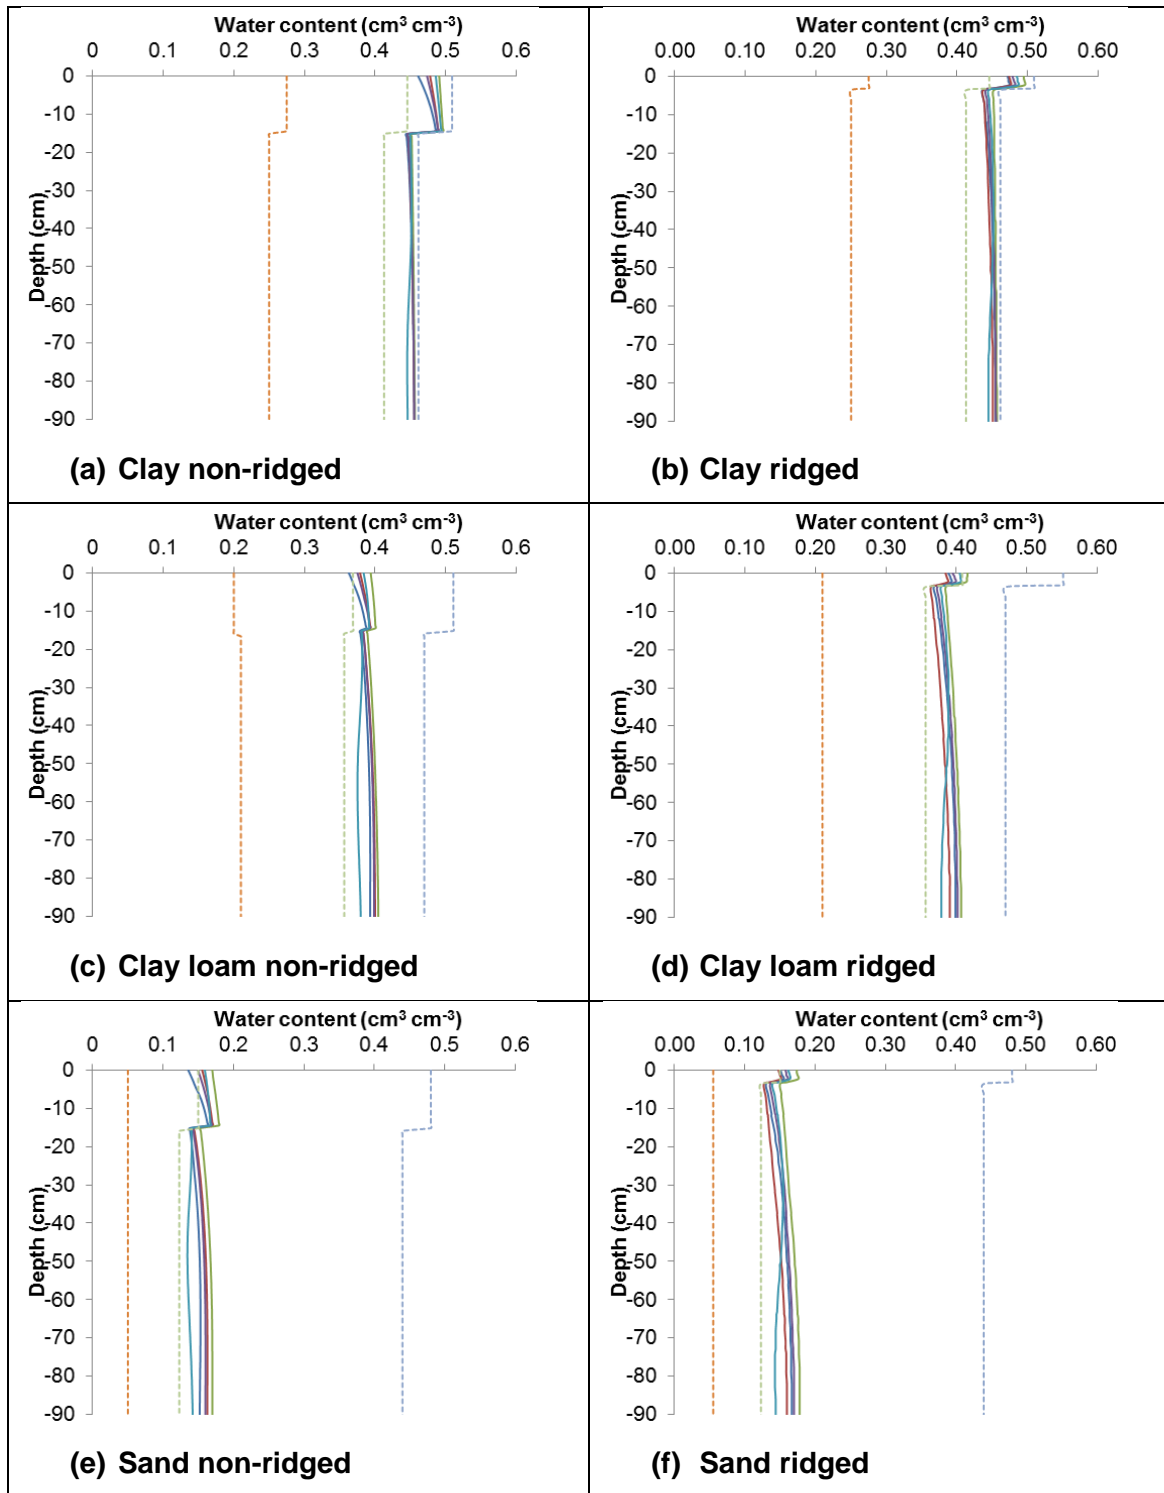 Water content (cm³ cm⁻³)
0 0.1 0.2 0.3 0.4 0.5 0.6
0
-10
-20
-30
-40
-50
-60
-70
-80
-90
Depth (cm)
(a) Clay non-ridged
Water content (cm³ cm⁻³)
0.00 0.10 0.20 0.30 0.40 0.50 0.60
0
-10
-20
-30
-40
-50
-60
-70
-80
-90
Depth (cm)
(b) Clay ridged
Water content (cm³ cm⁻³)
0 0.1 0.2 0.3 0.4 0.5 0.6
0
-10
-20
-30
-40
-50
-60
-70
-80
-90
Depth (cm)
(c) Clay loam non-ridged
Water content (cm³ cm⁻³)
0.00 0.10 0.20 0.30 0.40 0.50 0.60
0
-10
-20
-30
-40
-50
-60
-70
-80
-90
Depth (cm)
(d) Clay loam ridged
Water content (cm³ cm⁻³)
0 0.1 0.2 0.3 0.4 0.5 0.6
0
-10
-20
-30
-40
-50
-60
-70
-80
-90
Depth (cm)
(e) Sand non-ridged
Water content (cm³ cm⁻³)
0.00 0.10 0.20 0.30 0.40 0.50 0.60
0
-10
-20
-30
-40
-50
-60
-70
-80
-90
Depth (cm)
(f) Sand ridged